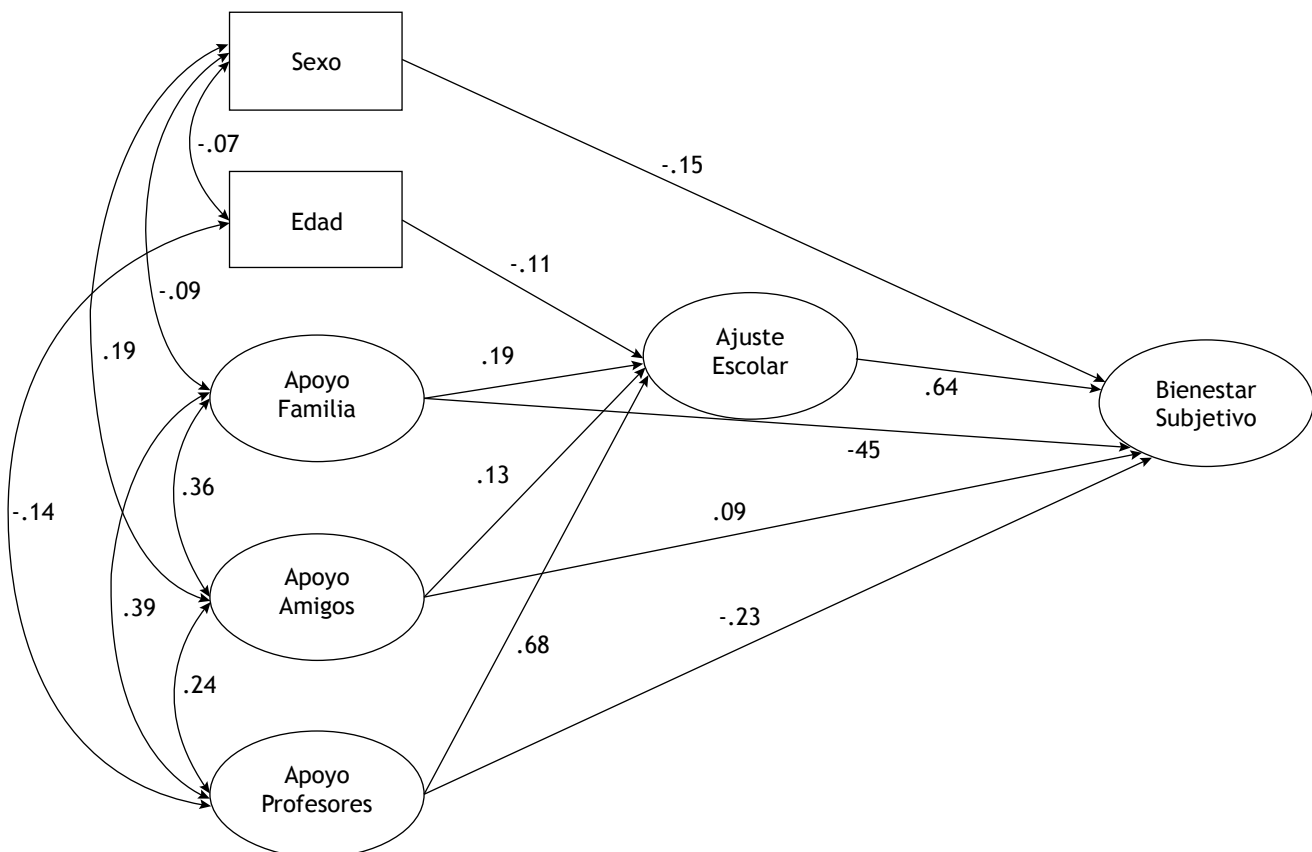 Sexo
-.07
-.15
Edad
-.11
-.09
.19
Apoyo
Familia
.19
Ajuste
Escolar
.64
Bienestar
Subjetivo
-45
.36
.13
-.14
.09
Apoyo
Amigos
.39
-.23
.68
.24
Apoyo
Profesores